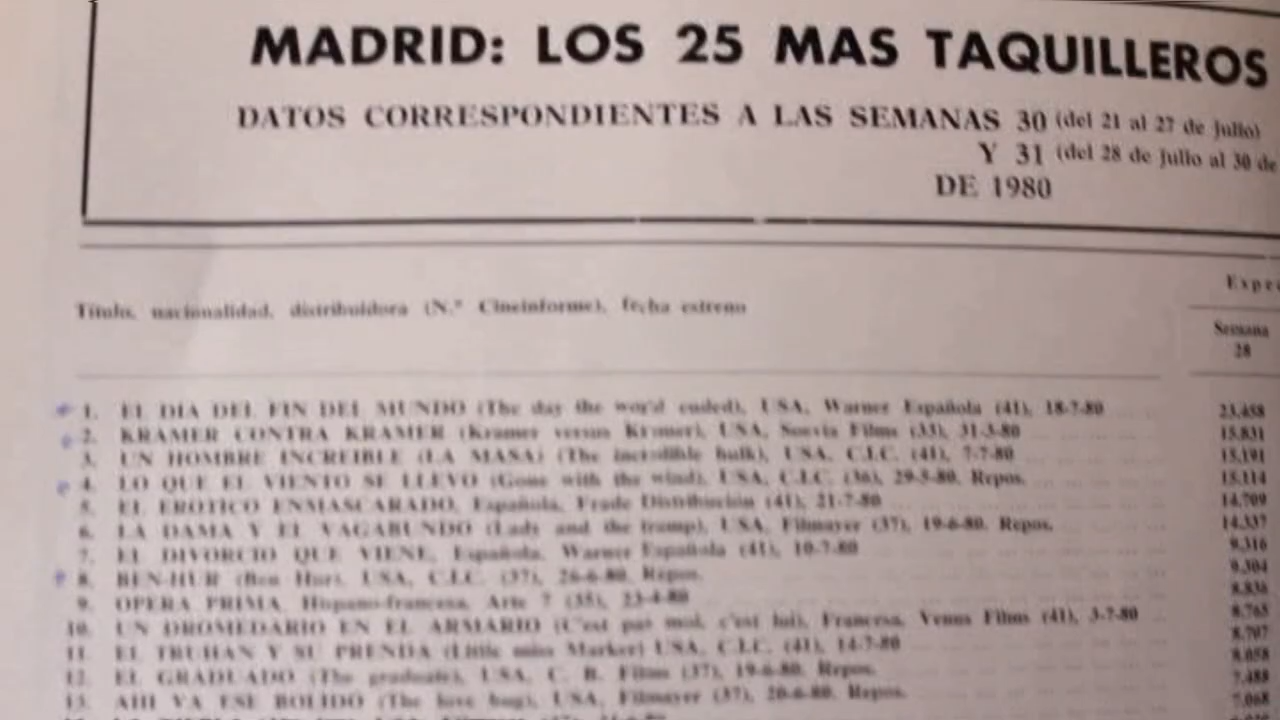 MADRID: LOS 25 MAS TAQUILLEROS
DATOS CORRESPONDIENTES A LAS SEMANAS 30 (del 21 al 27 de Julio)
Y 31 (del 28 de Julio al 30 de
DE 1980
Título, nacionalidad, distribuidora (N.º Cineinforme), fecha estreno
Semana
28
1. EL DIA DEL FIN DEL MUNDO (The day the world ended), USA, Warner Española (41), 18-7-80 23,458
2. KRAMER CONTRA KRAMER (Kramer versus Kramer), USA, Suevia Films (33), 31-3-80 15,831
3. UN HOMBRE INCREIBLE (LA MASA) (The incredible hulk), USA, C.I.C. (41), 7-7-80 15,191
4. LO QUE EL VIENTO SE LLEVO (Gone with the wind), USA, C.I.C. (36), 29-5-80. Repos. 15,114
5. EL EROTICO ENMASCARADO, Española, Frade Distribución (41), 21-7-80 14,709
6. LA DAMA Y EL VAGABUNDO (Lady and the tramp), USA, Filmayer (37), 19-6-80. Repos. 14,337
7. EL DIVORCIO QUE VIENE, Española, Warner Española (41), 10-7-80 9,316
8. BEN-HUR (Ben Hur), USA, C.I.C. (37), 26-6-80. Repos. 9,304
9. OPERA PRIMA, Hispano-francesa, Arte 7 (35), 23-4-80 8,836
10. UN DROMEDARIO EN EL ARMARIO (C'est pas moi, c'est lui), Francesa, Venus Films (41), 3-7-80 8,765
11. EL TRUHAN Y SU PRENDA (Little miss Marker) USA, C.I.C. (41), 14-7-80 8,707
12. EL GRADUADO (The graduate), USA, C. B. Films (37), 19-6-80. Repos. 8,058
13. AHI VA ESE BOLIDO (The love bug), USA, Filmayer (37), 26-6-80. Repos. 7,488
7,068